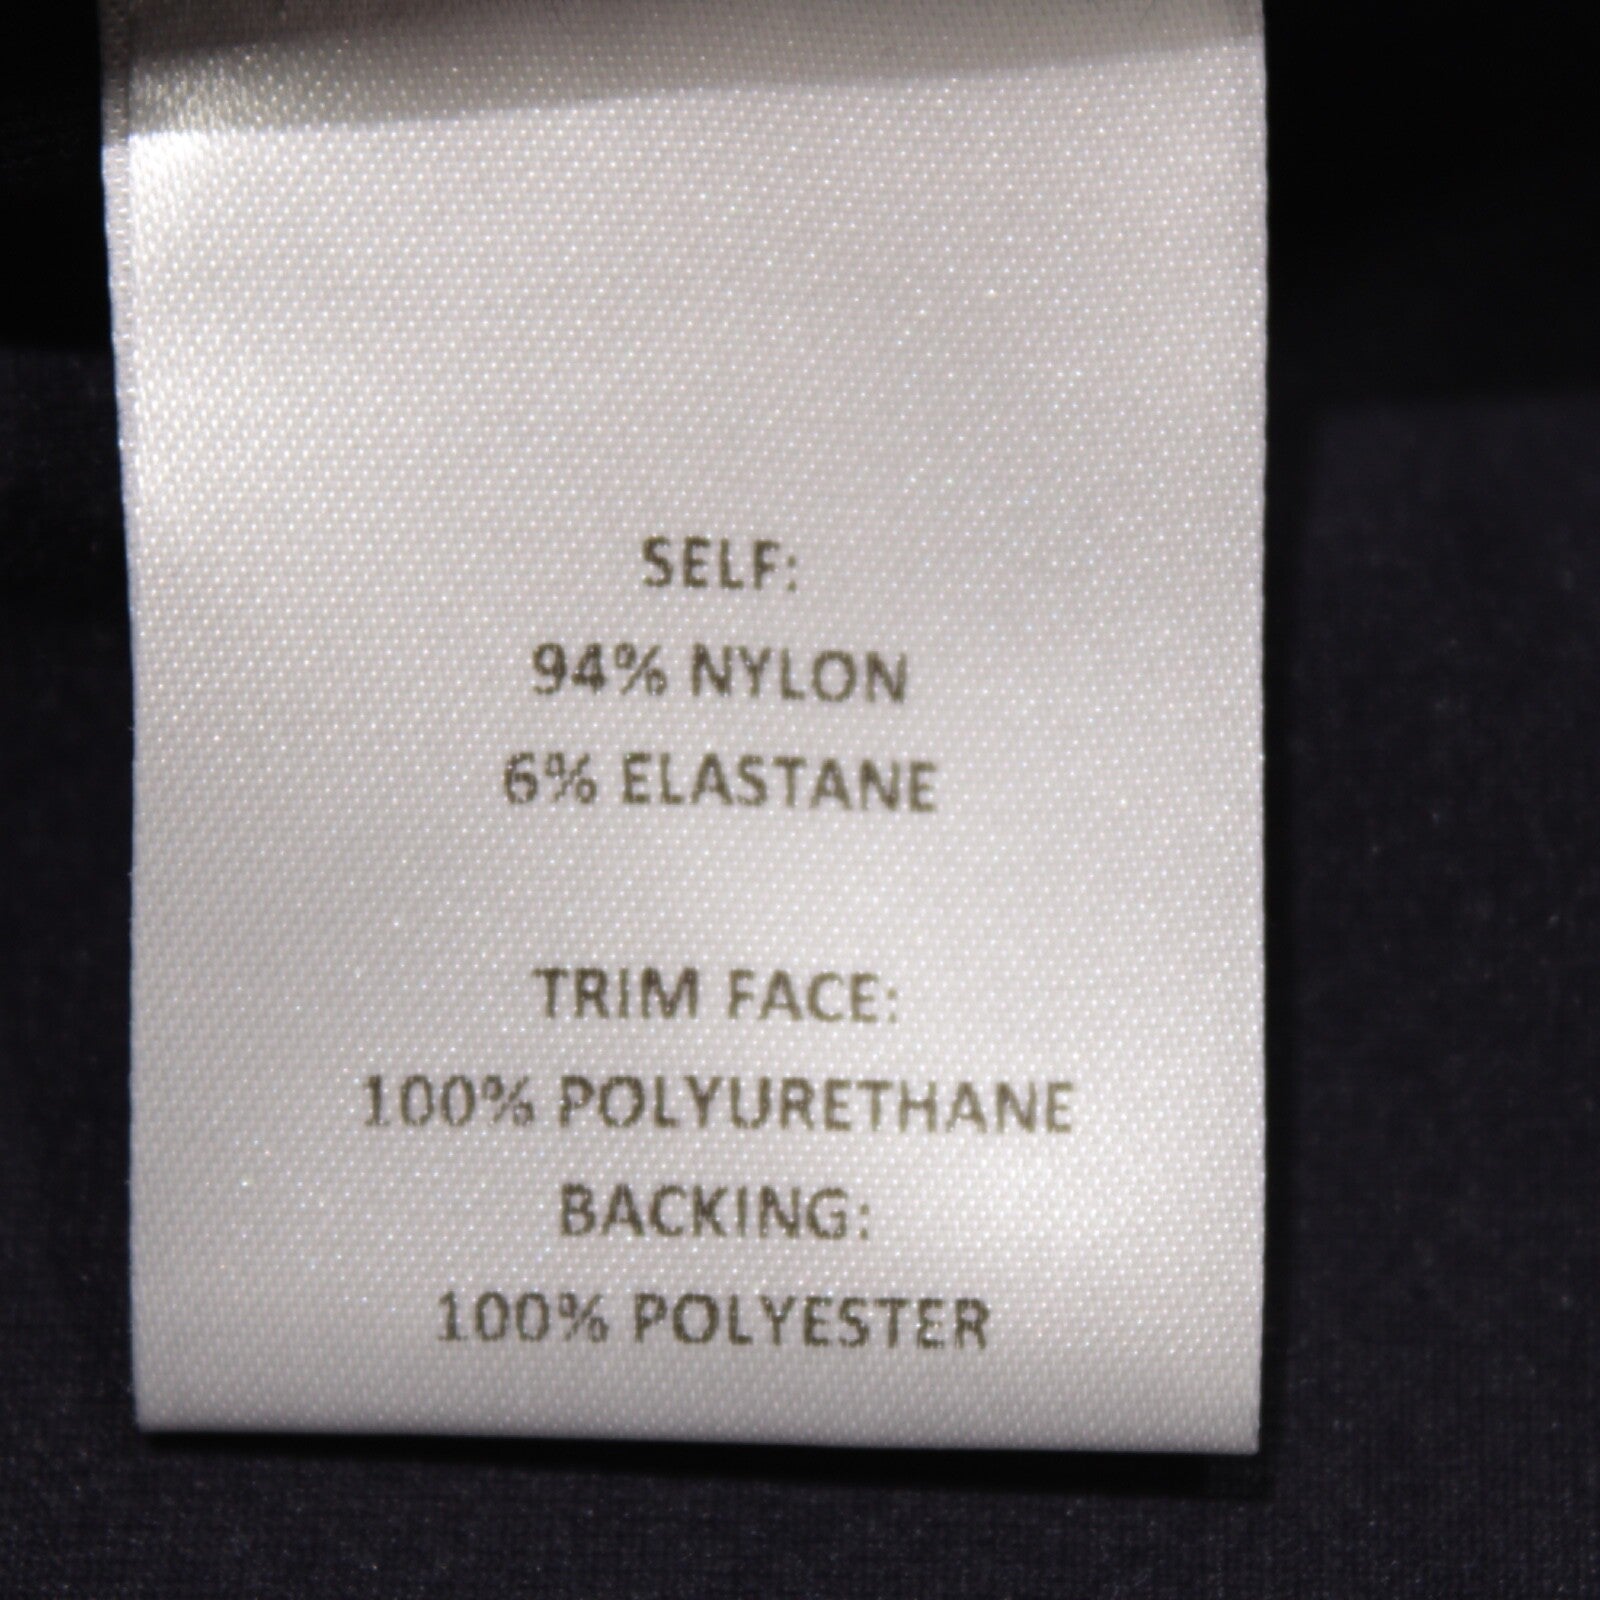 SELF:
94% NYLON
6% ELASTANE
TRIM FACE:
100% POLYURETHANE
BACKING:
100% POLYESTER